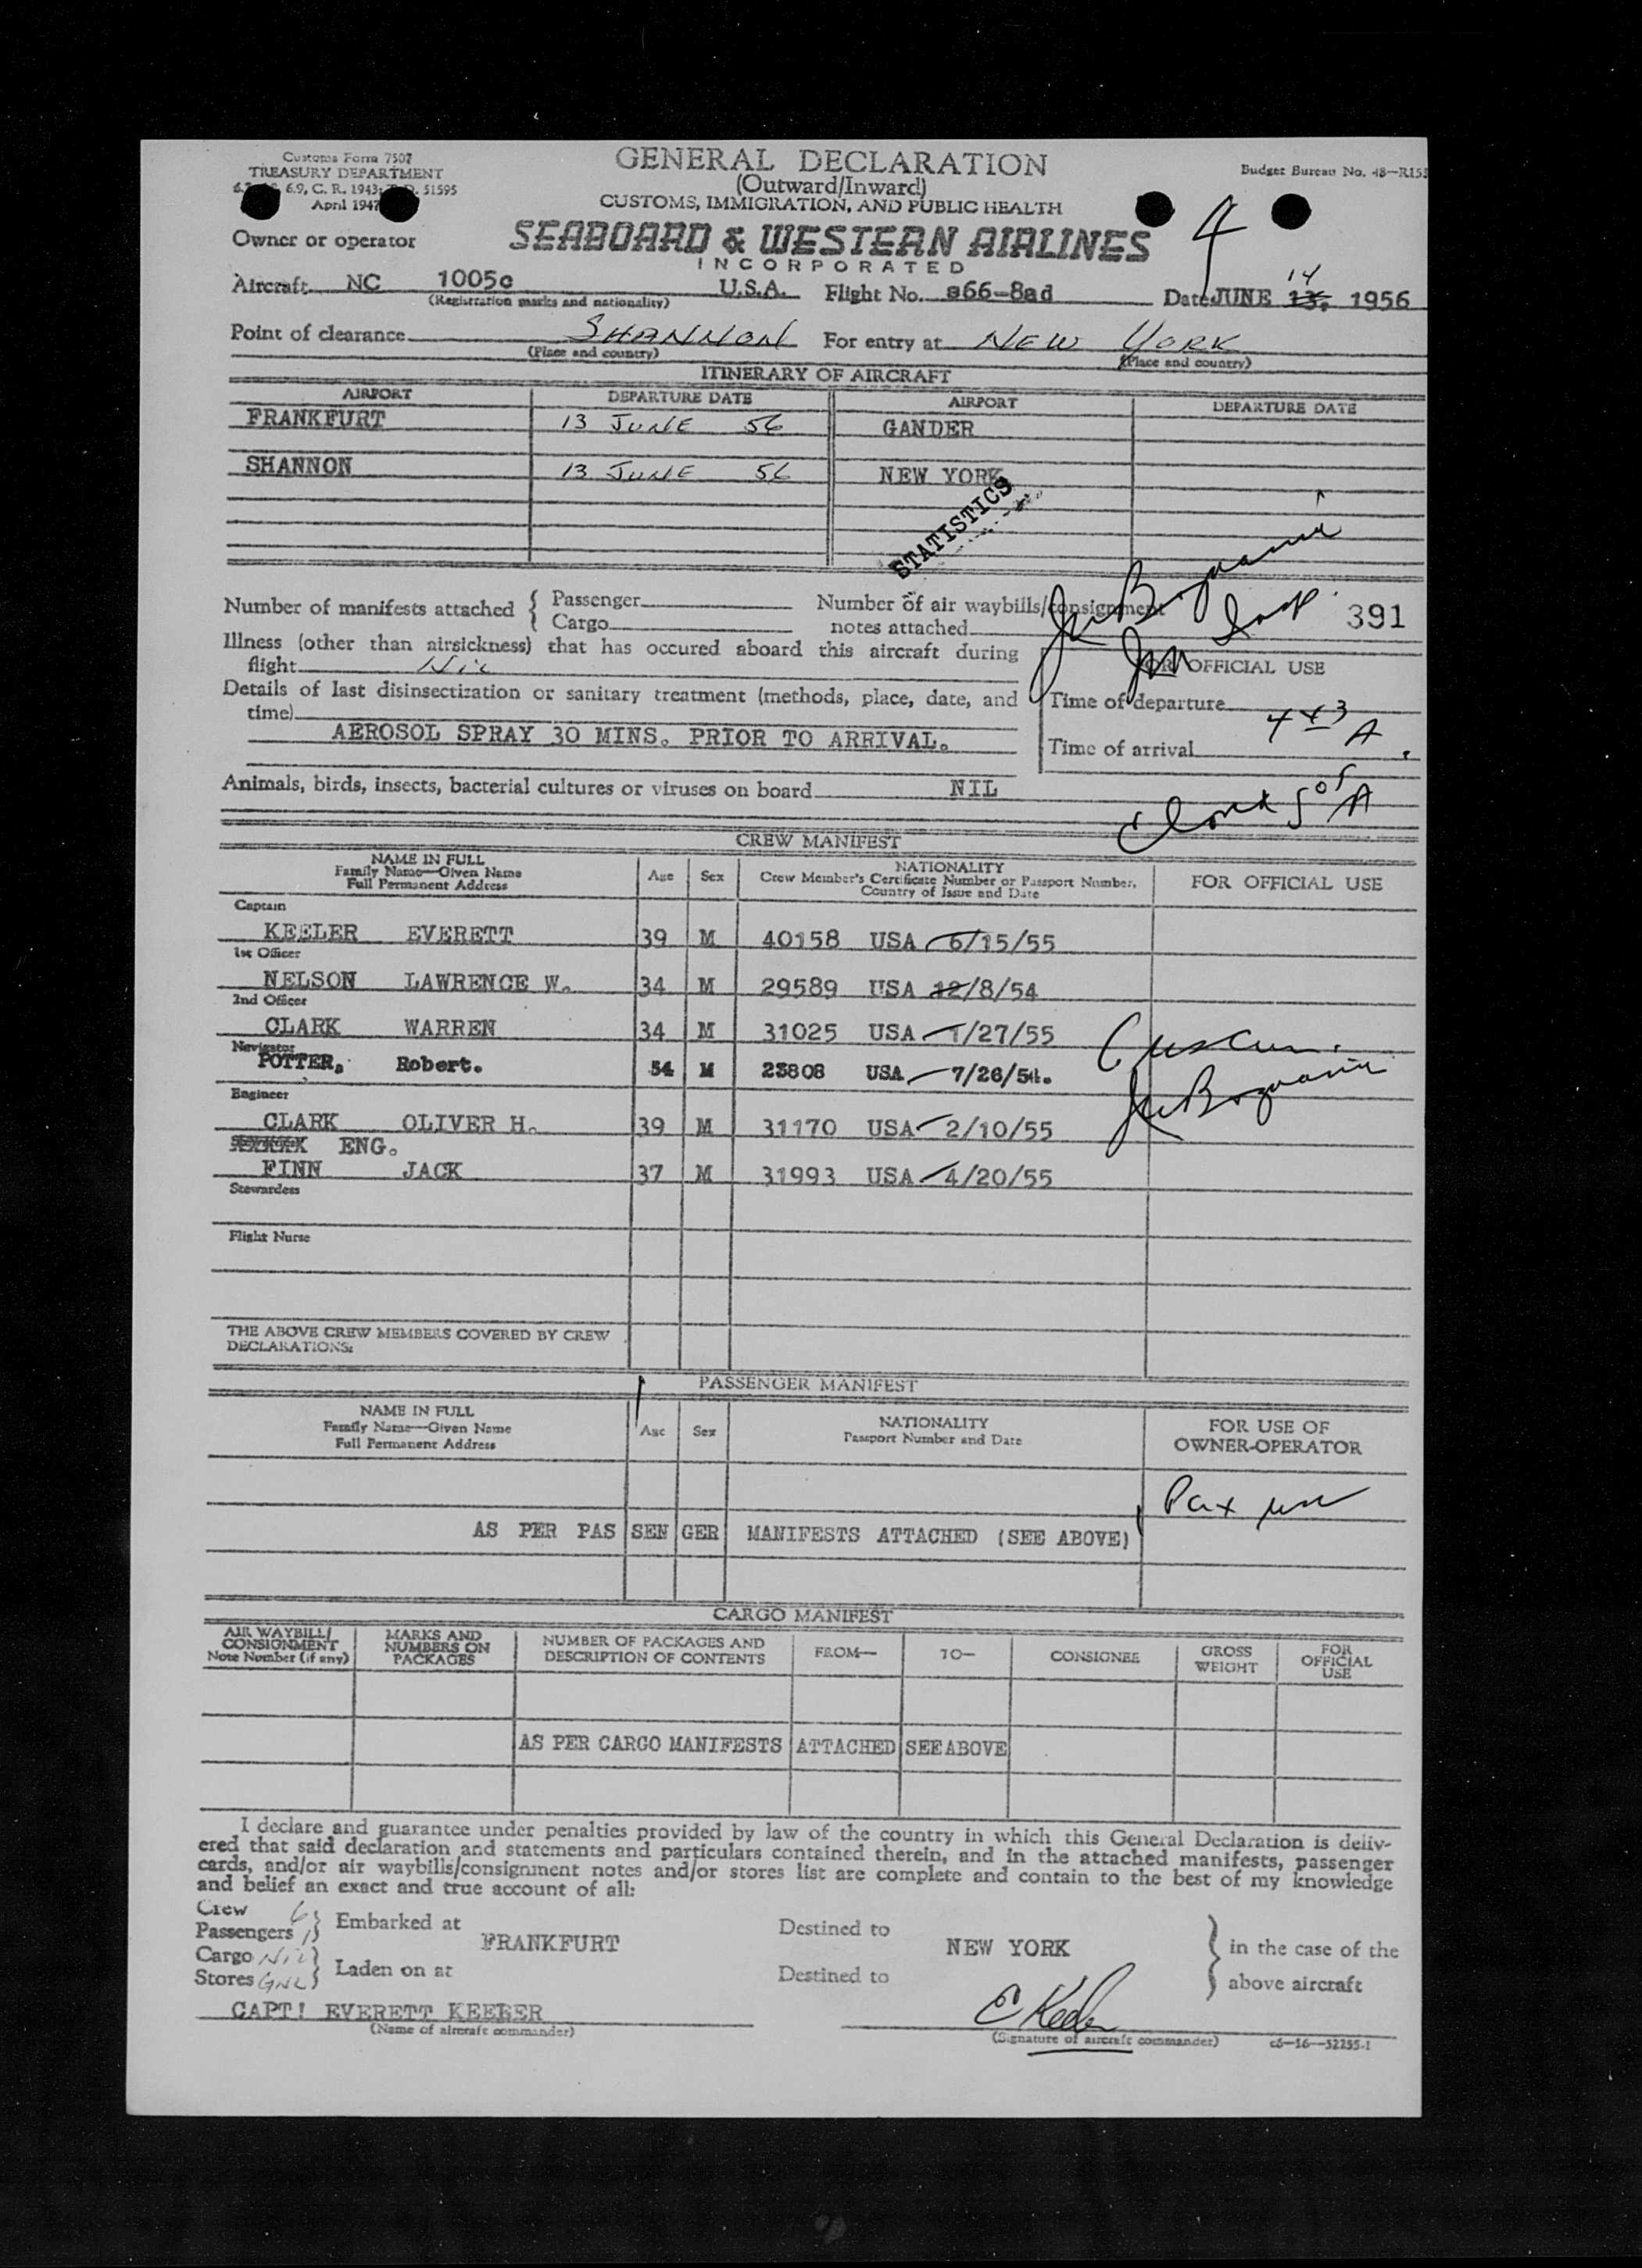 Customs Form 7507
TREASURY DEPARTMENT
6.9, C. R. 1943; 51595
April 1947
GENERAL DECLARATION
(Outward/Inward)
CUSTOMS, IMMIGRATION, AND PUBLIC HEALTH
Budget Bureau No. 48—R153
4
Owner or operator SEABOARD & WESTERN AIRLINES
INCORPORATED
Aircraft NC 1005c U.S.A. Flight No. a66-8ad Date JUNE 13. 14 1956
(Registration marks and nationality)
Point of clearance SHANNON For entry at NEW YORK
(Place and country) (Place and country)
ITINERARY OF AIRCRAFT
AIRPORT DEPARTURE DATE AIRPORT DEPARTURE DATE
FRANKFURT 13 JUNE 56 GANDER
SHANNON 13 JUNE 56 NEW YORK
STATISTICS
Number of manifests attached { Passenger Number of air waybills/consignment
Cargo notes attached
391
Illness (other than airsickness) that has occured aboard this aircraft during
flight Nil
FOR OFFICIAL USE
Details of last disinsectization or sanitary treatment (methods, place, date, and
time)
AEROSOL SPRAY 30 MINS. PRIOR TO ARRIVAL.
Time of departure
443 A
Time of arrival
Animals, birds, insects, bacterial cultures or viruses on board NIL
505 A
CREW MANIFEST
NAME IN FULL
Family Name—Given Name
Full Permanent Address
Age Sex
NATIONALITY
Crew Member's Certificate Number or Passport Number,
Country of Issue and Date
FOR OFFICIAL USE
Captain
KEELER EVERETT 39 M 40158 USA 6/15/55
1st Officer
NELSON LAWRENCE W. 34 M 29589 USA 12/8/54
2nd Officer
CLARK WARREN 34 M 31025 USA 1/27/55
Navigator
POTTER, Robert. 34 M 23808 USA 7/26/54.
Engineer
CLARK OLIVER H. 39 M 31170 USA 2/10/55
ENG.
FINN JACK 37 M 31993 USA 4/20/55
Stewardess
Flight Nurse
THE ABOVE CREW MEMBERS COVERED BY CREW
DECLARATIONS:
PASSENGER MANIFEST
NAME IN FULL
Family Name—Given Name
Full Permanent Address
Age Sex
NATIONALITY
Passport Number and Date
FOR USE OF
OWNER-OPERATOR
Pax
AS PER PAS SEN GER MANIFESTS ATTACHED (SEE ABOVE)
CARGO MANIFEST
AIR WAYBILL/
CONSIGNMENT
Note Number (if any)
MARKS AND
NUMBERS ON
PACKAGES
NUMBER OF PACKAGES AND
DESCRIPTION OF CONTENTS
FROM— TO— CONSIGNEE
GROSS
WEIGHT
FOR
OFFICIAL
USE
AS PER CARGO MANIFESTS ATTACHED SEE ABOVE
I declare and guarantee under penalties provided by law of the country in which this General Declaration is deliv-
ered that said declaration and statements and particulars contained therein, and in the attached manifests, passenger
cards, and/or air waybills/consignment notes and/or stores list are complete and contain to the best of my knowledge
and belief an exact and true account of all:
Crew 6
Passengers 1 } Embarked at FRANKFURT Destined to NEW YORK } in the case of the
Cargo Nil
Stores GNL } Laden on at Destined to above aircraft
CAPT! EVERETT KEELER E Keeler
(Name of aircraft commander) (Signature of aircraft commander) c6—16—52255-1